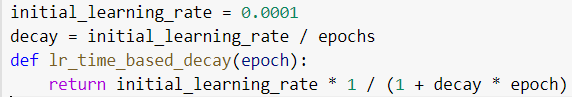 initial_learning_rate = 0.0001
decay = initial_learning_rate / epochs
def lr_time_based_decay(epoch):
    return initial_learning_rate * 1 / (1 + decay * epoch)